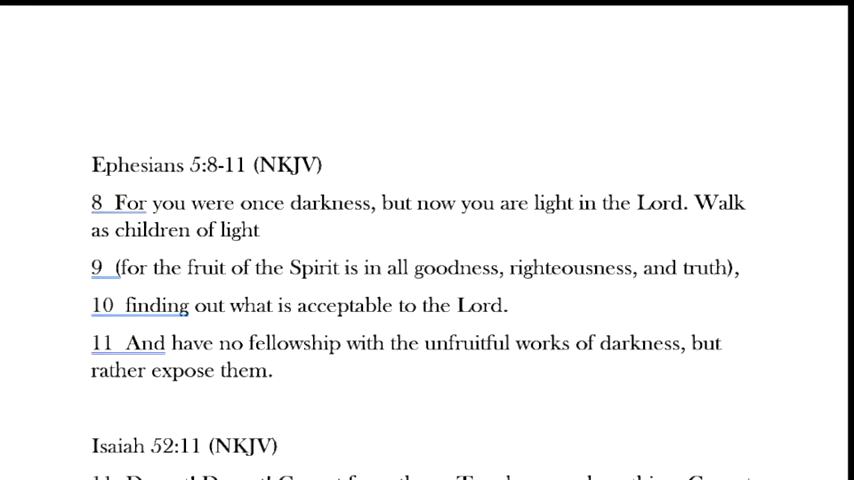 Ephesians 5:8-11 (NKJV)
8  For you were once darkness, but now you are light in the Lord. Walk
as children of light
9  (for the fruit of the Spirit is in all goodness, righteousness, and truth),
10  finding out what is acceptable to the Lord.
11  And have no fellowship with the unfruitful works of darkness, but
rather expose them.
Isaiah 52:11 (NKJV)